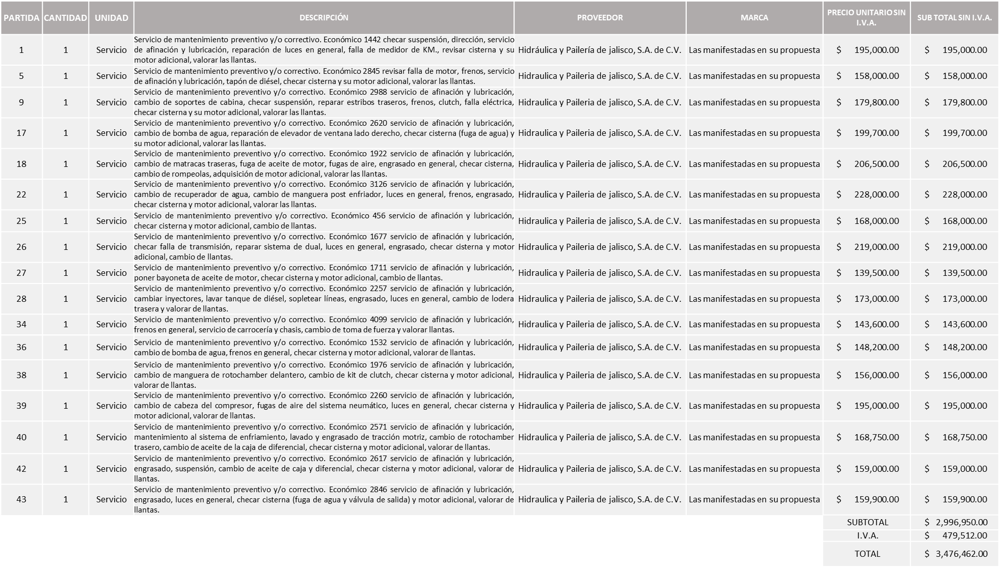 PARTIDA CANTIDAD UNIDAD DESCRIPCIÓN PROVEEDOR MARCA PRECIO UNITARIO SIN I.V.A. SUB TOTAL SIN I.V.A.
Servicio de mantenimiento preventivo y/o correctivo. Económico 1442 checar suspensión, dirección, servicio
1 1 Servicio de afinación y lubricación, reparación de luces en general, falla de medidor de KM., revisar cisterna y su Hidráulica y Pailería de jalisco, S.A. de C.V. Las manifestadas en su propuesta $ 195,000.00 $ 195,000.00
motor adicional, valorar las llantas.
Servicio de mantenimiento preventivo y/o correctivo. Económico 2845 revisar falla de motor, frenos, servicio
5 1 Servicio de afinación y lubricación, tapón de diésel, checar cisterna y su motor adicional, valorar las llantas. Hidraulica y Paileria de jalisco, S.A. de C.V. Las manifestadas en su propuesta $ 158,000.00 $ 158,000.00
Servicio de mantenimiento preventivo y/o correctivo. Económico 2988 servicio de afinación y lubricación,
9 1 Servicio cambio de soportes de cabina, checar suspensión, reparar estribos traseros, frenos, clutch, falla eléctrica, Hidraulica y Paileria de jalisco, S.A. de C.V. Las manifestadas en su propuesta $ 179,800.00 $ 179,800.00
checar cisterna y su motor adicional, valorar las llantas.
Servicio de mantenimiento preventivo y/o correctivo. Económico 2620 servicio de afinación y lubricación,
17 1 Servicio cambio de bomba de agua, reparación de elevador de ventana lado derecho, checar cisterna (fuga de agua) y Hidraulica y Paileria de jalisco, S.A. de C.V. Las manifestadas en su propuesta $ 199,700.00 $ 199,700.00
su motor adicional, valorar las llantas.
Servicio de mantenimiento preventivo y/o correctivo. Económico 1922 servicio de afinación y lubricación,
18 1 Servicio cambio de matracas traseras, fuga de aceite de motor, fugas de aire, engrasado en general, checar cisterna, Hidraulica y Paileria de jalisco, S.A. de C.V. Las manifestadas en su propuesta $ 206,500.00 $ 206,500.00
cambio de rompeolas, adquisición de motor adicional, valorar las llantas.
Servicio de mantenimiento preventivo y/o correctivo. Económico 3126 servicio de afinación y lubricación,
22 1 Servicio cambio de recuperador de agua, cambio de manguera post enfriador, luces en general, frenos, engrasado, Hidraulica y Paileria de jalisco, S.A. de C.V. Las manifestadas en su propuesta $ 228,000.00 $ 228,000.00
checar cisterna y motor adicional, valorar las llantas.
Servicio de mantenimiento preventivo y/o correctivo. Económico 456 servicio de afinación y lubricación,
25 1 Servicio checar cisterna y motor adicional, cambio de llantas. Hidraulica y Paileria de jalisco, S.A. de C.V. Las manifestadas en su propuesta $ 168,000.00 $ 168,000.00
Servicio de mantenimiento preventivo y/o correctivo. Económico 1677 servicio de afinación y lubricación,
26 1 Servicio checar falla de transmisión, reparar sistema de dual, luces en general, engrasado, checar cisterna y motor Hidraulica y Paileria de jalisco, S.A. de C.V. Las manifestadas en su propuesta $ 219,000.00 $ 219,000.00
adicional, cambio de llantas.
Servicio de mantenimiento preventivo y/o correctivo. Económico 1711 servicio de afinación y lubricación,
27 1 Servicio poner bayoneta de aceite de motor, checar cisterna y motor adicional, cambio de llantas. Hidraulica y Paileria de jalisco, S.A. de C.V. Las manifestadas en su propuesta $ 139,500.00 $ 139,500.00
Servicio de mantenimiento preventivo y/o correctivo. Económico 2257 servicio de afinación y lubricación,
28 1 Servicio cambiar inyectores, lavar tanque de diésel, sopletear líneas, engrasado, luces en general, cambio de lodera Hidraulica y Paileria de jalisco, S.A. de C.V. Las manifestadas en su propuesta $ 173,000.00 $ 173,000.00
trasera y valorar de llantas.
Servicio de mantenimiento preventivo y/o correctivo. Económico 4099 servicio de afinación y lubricación,
34 1 Servicio frenos en general, servicio de carrocería y chasis, cambio de toma de fuerza y valorar llantas. Hidraulica y Paileria de jalisco, S.A. de C.V. Las manifestadas en su propuesta $ 143,600.00 $ 143,600.00
Servicio de mantenimiento preventivo y/o correctivo. Económico 1532 servicio de afinación y lubricación,
36 1 Servicio cambio de bomba de agua, frenos en general, checar cisterna y motor adicional, valorar de llantas. Hidraulica y Paileria de jalisco, S.A. de C.V. Las manifestadas en su propuesta $ 148,200.00 $ 148,200.00
Servicio de mantenimiento preventivo y/o correctivo. Económico 1976 servicio de afinación y lubricación,
38 1 Servicio cambio de manguera de rotochamber delantero, cambio de kit de clutch, checar cisterna y motor adicional, Hidraulica y Paileria de jalisco, S.A. de C.V. Las manifestadas en su propuesta $ 156,000.00 $ 156,000.00
valorar de llantas.
Servicio de mantenimiento preventivo y/o correctivo. Económico 2260 servicio de afinación y lubricación,
39 1 Servicio cambio de cabeza del compresor, fugas de aire del sistema neumático, luces en general, checar cisterna y Hidraulica y Paileria de jalisco, S.A. de C.V. Las manifestadas en su propuesta $ 195,000.00 $ 195,000.00
motor adicional, valorar de llantas.
Servicio de mantenimiento preventivo y/o correctivo. Económico 2571 servicio de afinación y lubricación,
40 1 Servicio mantenimiento al sistema de enfriamiento, lavado y engrasado de tracción motriz, cambio de rotochamber Hidraulica y Paileria de jalisco, S.A. de C.V. Las manifestadas en su propuesta $ 168,750.00 $ 168,750.00
trasero, cambio de aceite de la caja de diferencial, checar cisterna y motor adicional, valorar de llantas.
Servicio de mantenimiento preventivo y/o correctivo. Económico 2617 servicio de afinación y lubricación,
42 1 Servicio engrasado, suspensión, cambio de aceite de caja y diferencial, checar cisterna y motor adicional, valorar de Hidraulica y Paileria de jalisco, S.A. de C.V. Las manifestadas en su propuesta $ 159,000.00 $ 159,000.00
llantas.
Servicio de mantenimiento preventivo y/o correctivo. Económico 2846 servicio de afinación y lubricación,
43 1 Servicio engrasado, luces en general, checar cisterna (fuga de agua y válvula de salida) y motor adicional, valorar de Hidraulica y Paileria de jalisco, S.A. de C.V. Las manifestadas en su propuesta $ 159,900.00 $ 159,900.00
llantas.
SUBTOTAL $ 2,996,950.00
I.V.A. $ 479,512.00
TOTAL $ 3,476,462.00